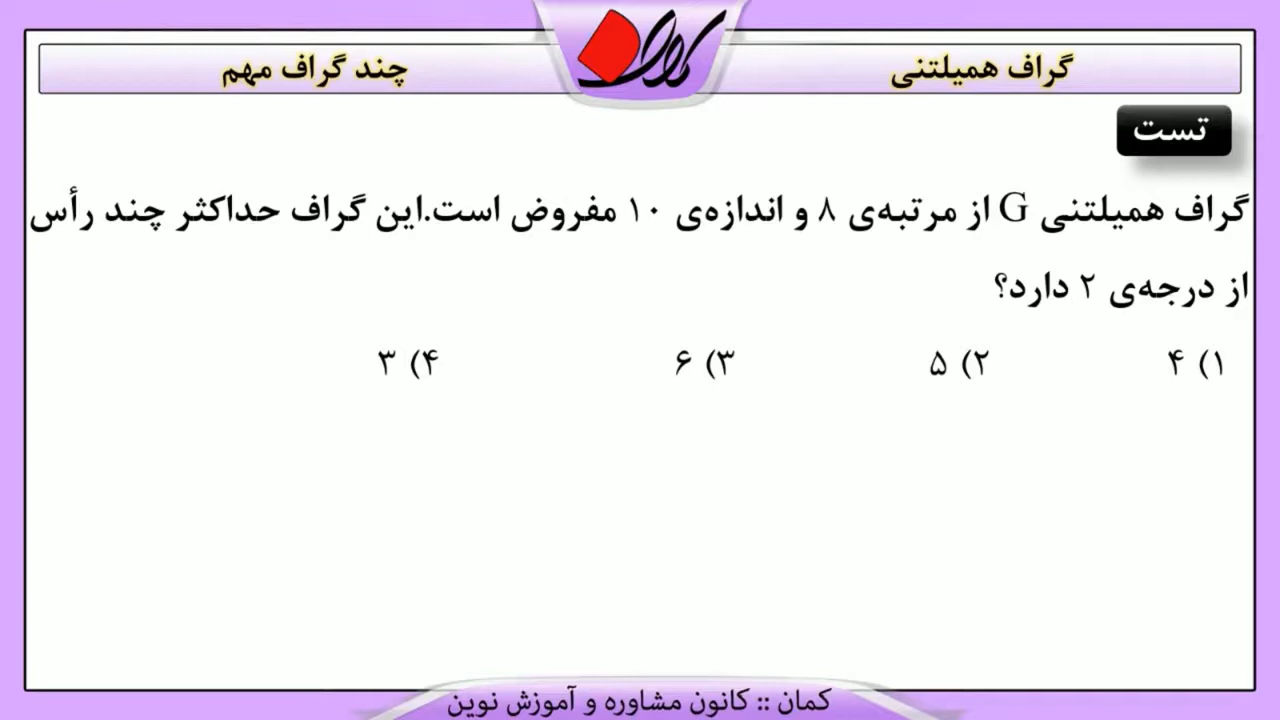 گراف همیلتنی
کمان
چند گراف مهم
تست
گراف همیلتنی G از مرتبه‌ی ۸ و اندازه‌ی ۱۰ مفروض است.این گراف حداکثر چند رأس
از درجه‌ی ۲ دارد؟
۱) ۴ ۲) ۵ ۳) ۶ ۴) ۳
کمان :: کانون مشاوره و آموزش نوین